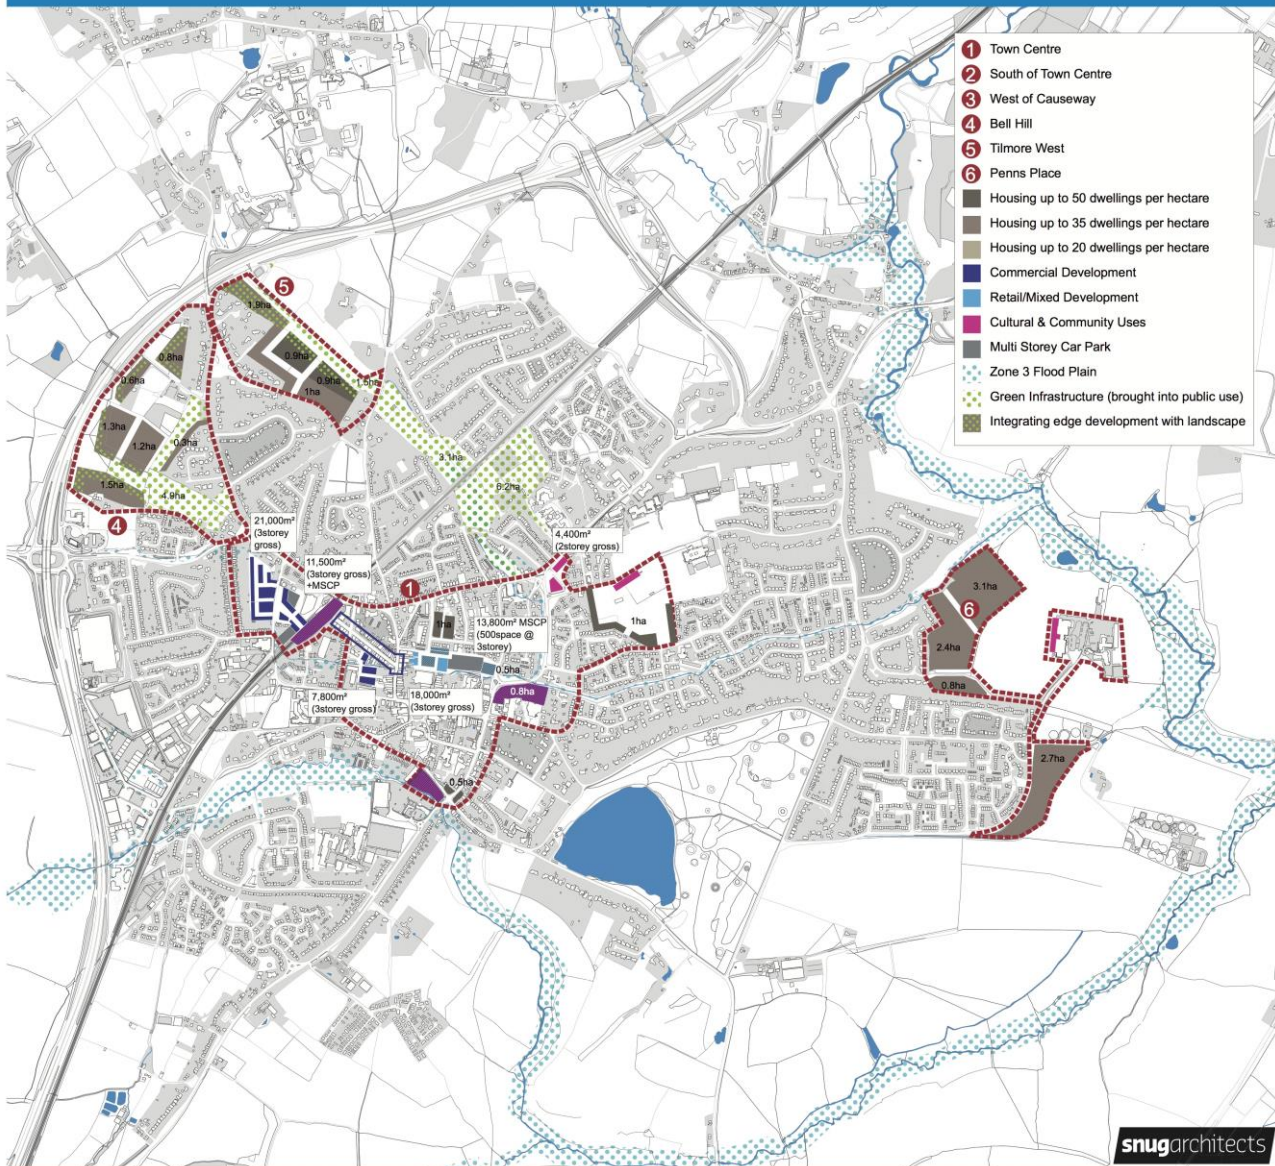 1 Town Centre
2 South of Town Centre
3 West of Causeway
4 Bell Hill
5 Tilmore West
6 Penns Place
Housing up to 50 dwellings per hectare
Housing up to 35 dwellings per hectare
Housing up to 20 dwellings per hectare
Commercial Development
Retail/Mixed Development
Cultural & Community Uses
Multi Storey Car Park
Zone 3 Flood Plain
Green Infrastructure (brought into public use)
Integrating edge development with landscape
5
1.9ha
0.9ha
0.9ha
1.5ha
1ha
0.8ha
0.6ha
1.3ha
1.2ha
0.3ha
1.5ha
4.9ha
4
3.1ha
6.2ha
21,000m²
(3storey
gross)
11,500m²
(3storey gross)
+MSCP
1
4,400m²
(2storey gross)
1ha
13,800m² MSCP
(500space @
3storey)
1ha
0.5ha
7,800m²
(3storey gross)
18,000m²
(3storey gross)
0.8ha
0.5ha
3.1ha
6
2.4ha
0.8ha
2.7ha
snugarchitects